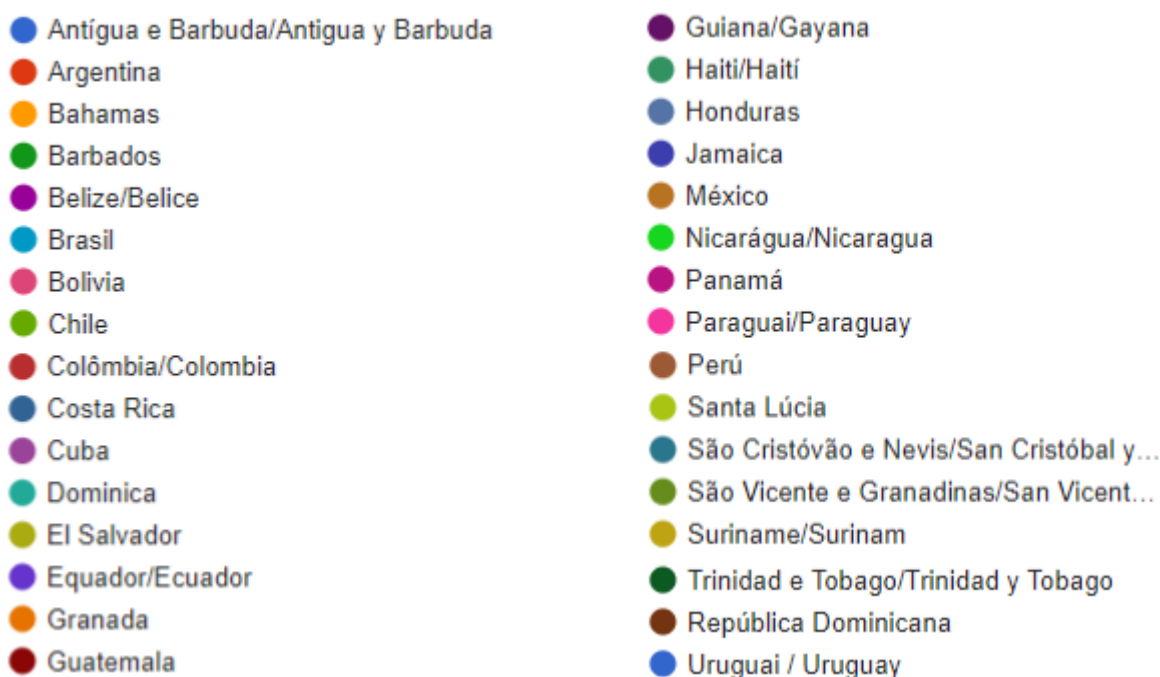 Antígua e Barbuda/Antigua y Barbuda
Argentina
Bahamas
Barbados
Belize/Belice
Brasil
Bolivia
Chile
Colômbia/Colombia
Costa Rica
Cuba
Dominica
El Salvador
Equador/Ecuador
Granada
Guatemala
Guiana/Gayana
Haiti/Haití
Honduras
Jamaica
México
Nicarágua/Nicaragua
Panamá
Paraguai/Paraguay
Perú
Santa Lúcia
São Cristóvão e Nevis/San Cristóbal y...
São Vicente e Granadinas/San Vicent...
Suriname/Surinam
Trinidad e Tobago/Trinidad y Tobago
República Dominicana
Uruguai / Uruguay